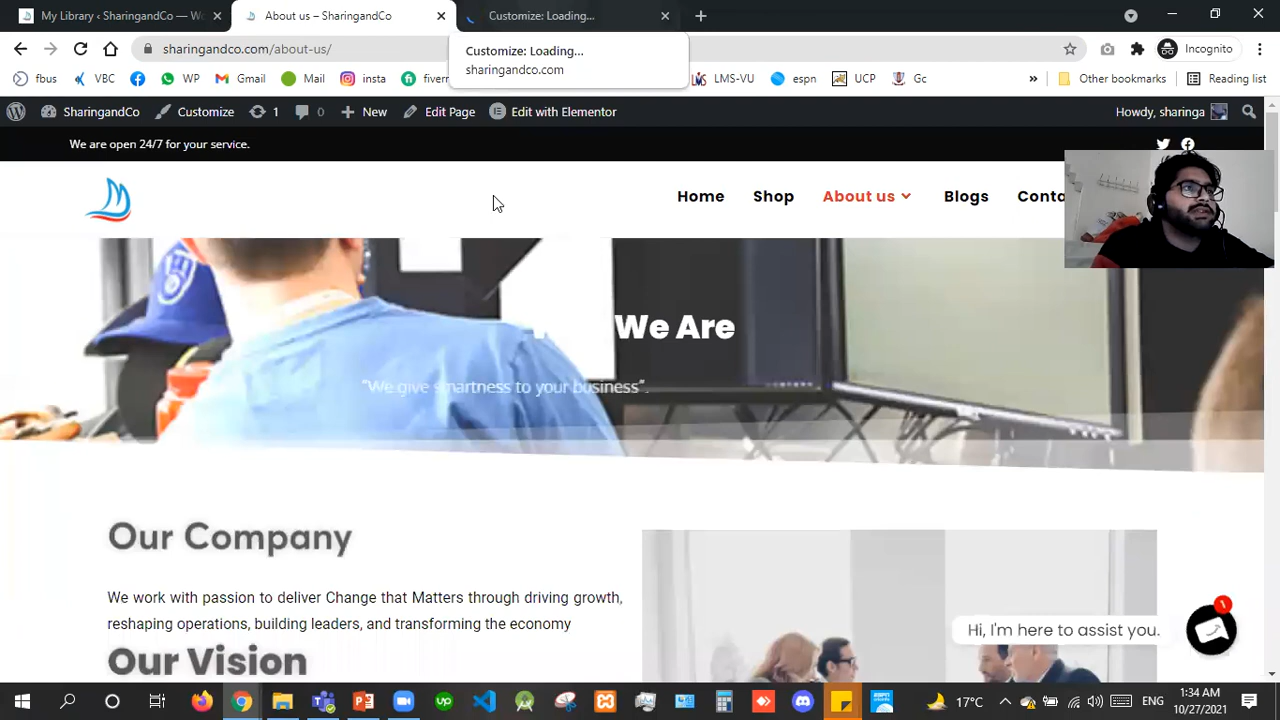 My Library ‹ SharingandCo — Wo
About us – SharingandCo
Customize: Loading...
sharingandco.com/about-us/
Incognito
Customize: Loading...
sharingandco.com
fbus
VBC
WP
Gmail
Mail
insta
fiverr
LMS-VU
espn
UCP
Gc
»
Other bookmarks
Reading list
SharingandCo
Customize
1
0
New
Edit Page
Edit with Elementor
Howdy, sharinga
We are open 24/7 for your service.
Home
Shop
About us
Blogs
Conta
We Are
"We give smartness to your business".
Our Company
We work with passion to deliver Change that Matters through driving growth,
reshaping operations, building leaders, and transforming the economy
Our Vision
Hi, I'm here to assist you.
1
17°C
ENG
1:34 AM
10/27/2021